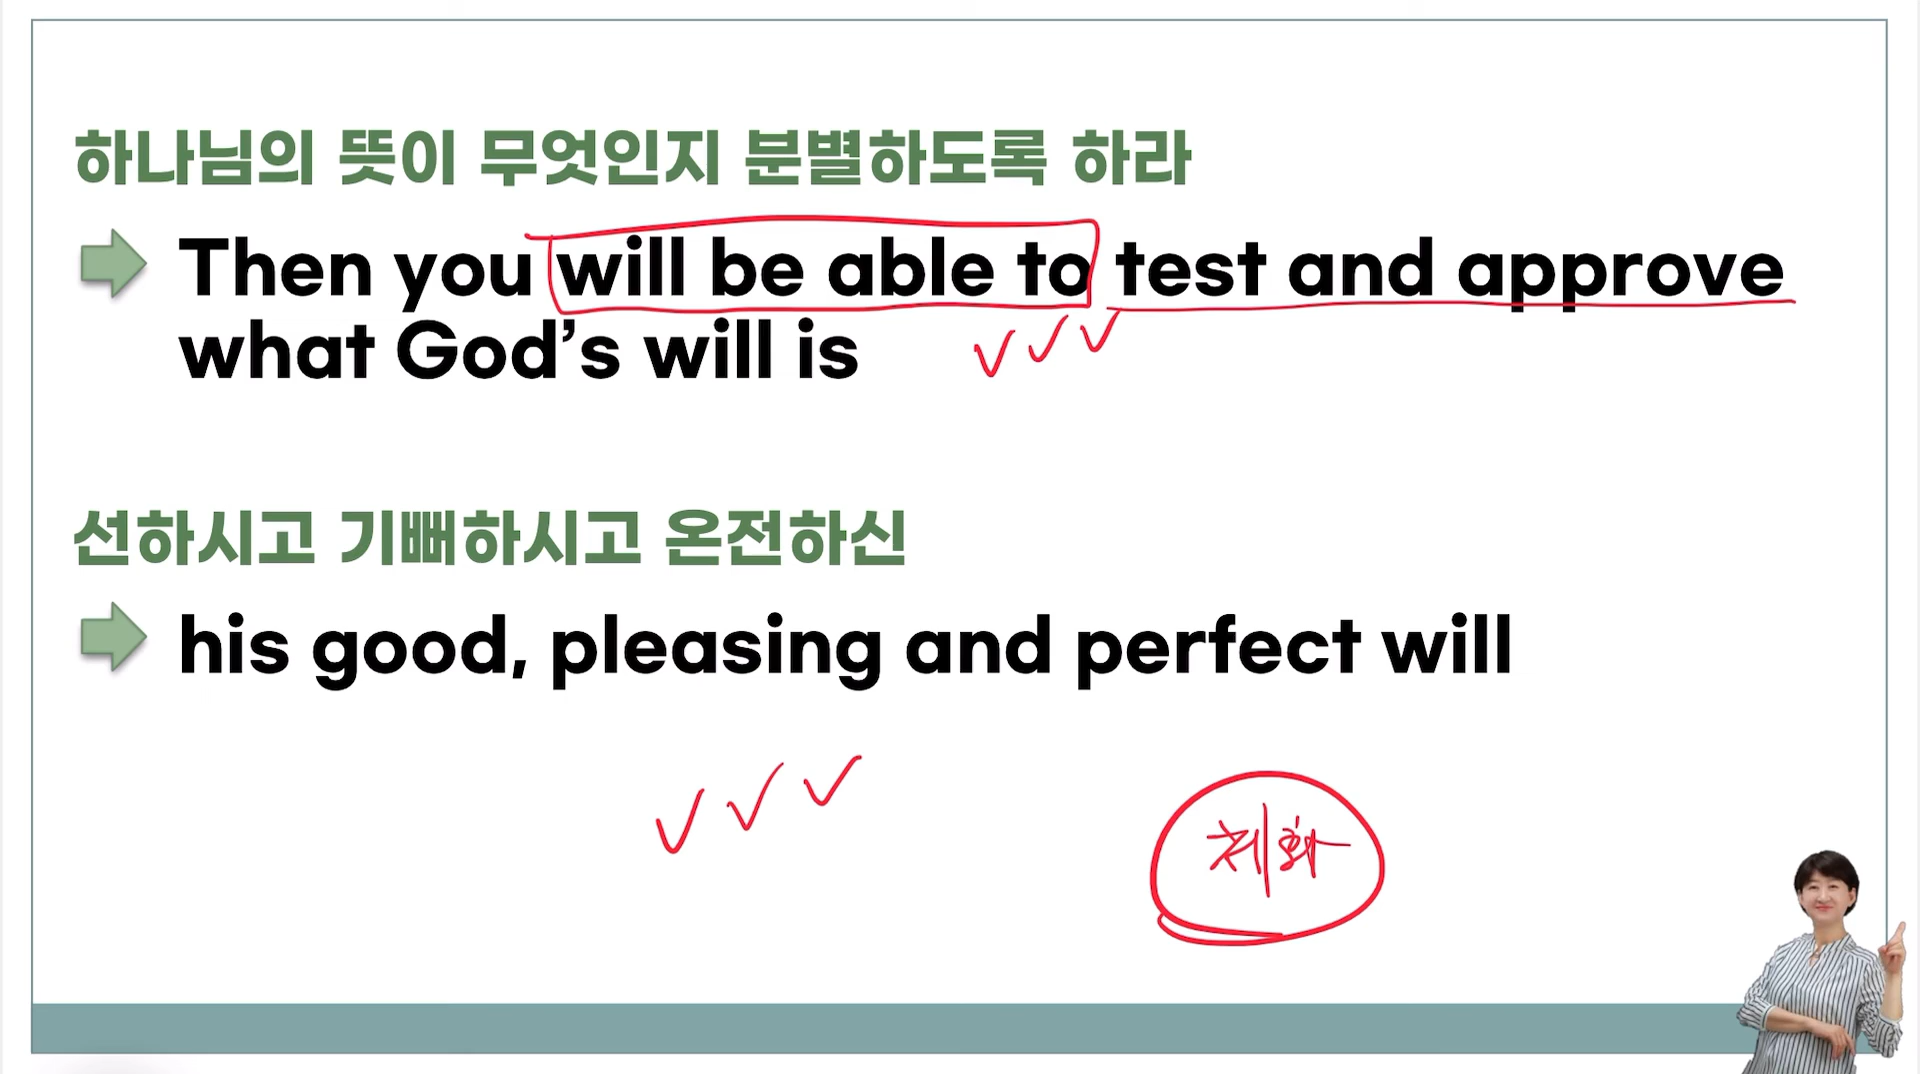 하나님의 뜻이 무엇인지 분별하도록 하라
Then you will be able to test and approve
what God’s will is
선하시고 기뻐하시고 온전하신
his good, pleasing and perfect will
체화